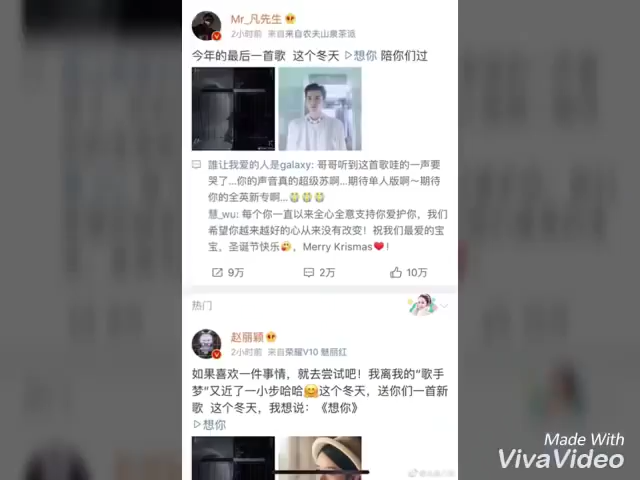 Mr_凡先生
2小时前 来自农夫山泉茶π
今年的最后一首歌 这个冬天 ▷想你 陪你们过
誰让我爱的人是galaxy: 哥哥听到这首歌哇的一声要
哭了...你的声音真的超级苏啊...期待单人版啊～期待
你的全英新专啊...
慧_wu: 每个你一直以来全心全意支持你爱护你，我们
希望你越来越好的心从来没有改变！祝我们最爱的宝
宝，圣诞节快乐，Merry Krismas❤！
9万
2万
10万
热门
赵丽颖
2小时前 来自荣耀V10 魅丽红
如果喜欢一件事情，就去尝试吧！我离我的“歌手
梦”又近了一小步哈哈🤗这个冬天，送你们一首新
歌 这个冬天，我想说：《想你》
▷想你
Made With
VivaVideo